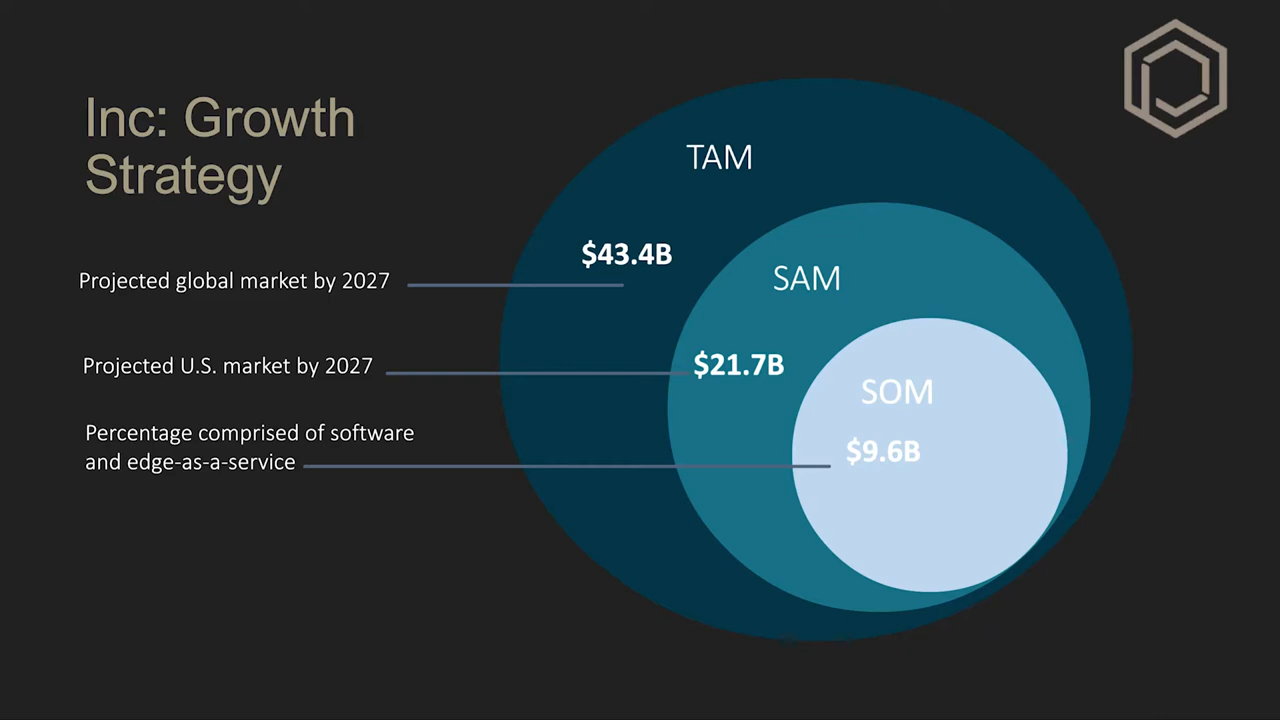 Inc: Growth
Strategy
TAM
$43.4B
Projected global market by 2027
SAM
$21.7B
Projected U.S. market by 2027
SOM
$9.6B
Percentage comprised of software
and edge-as-a-service